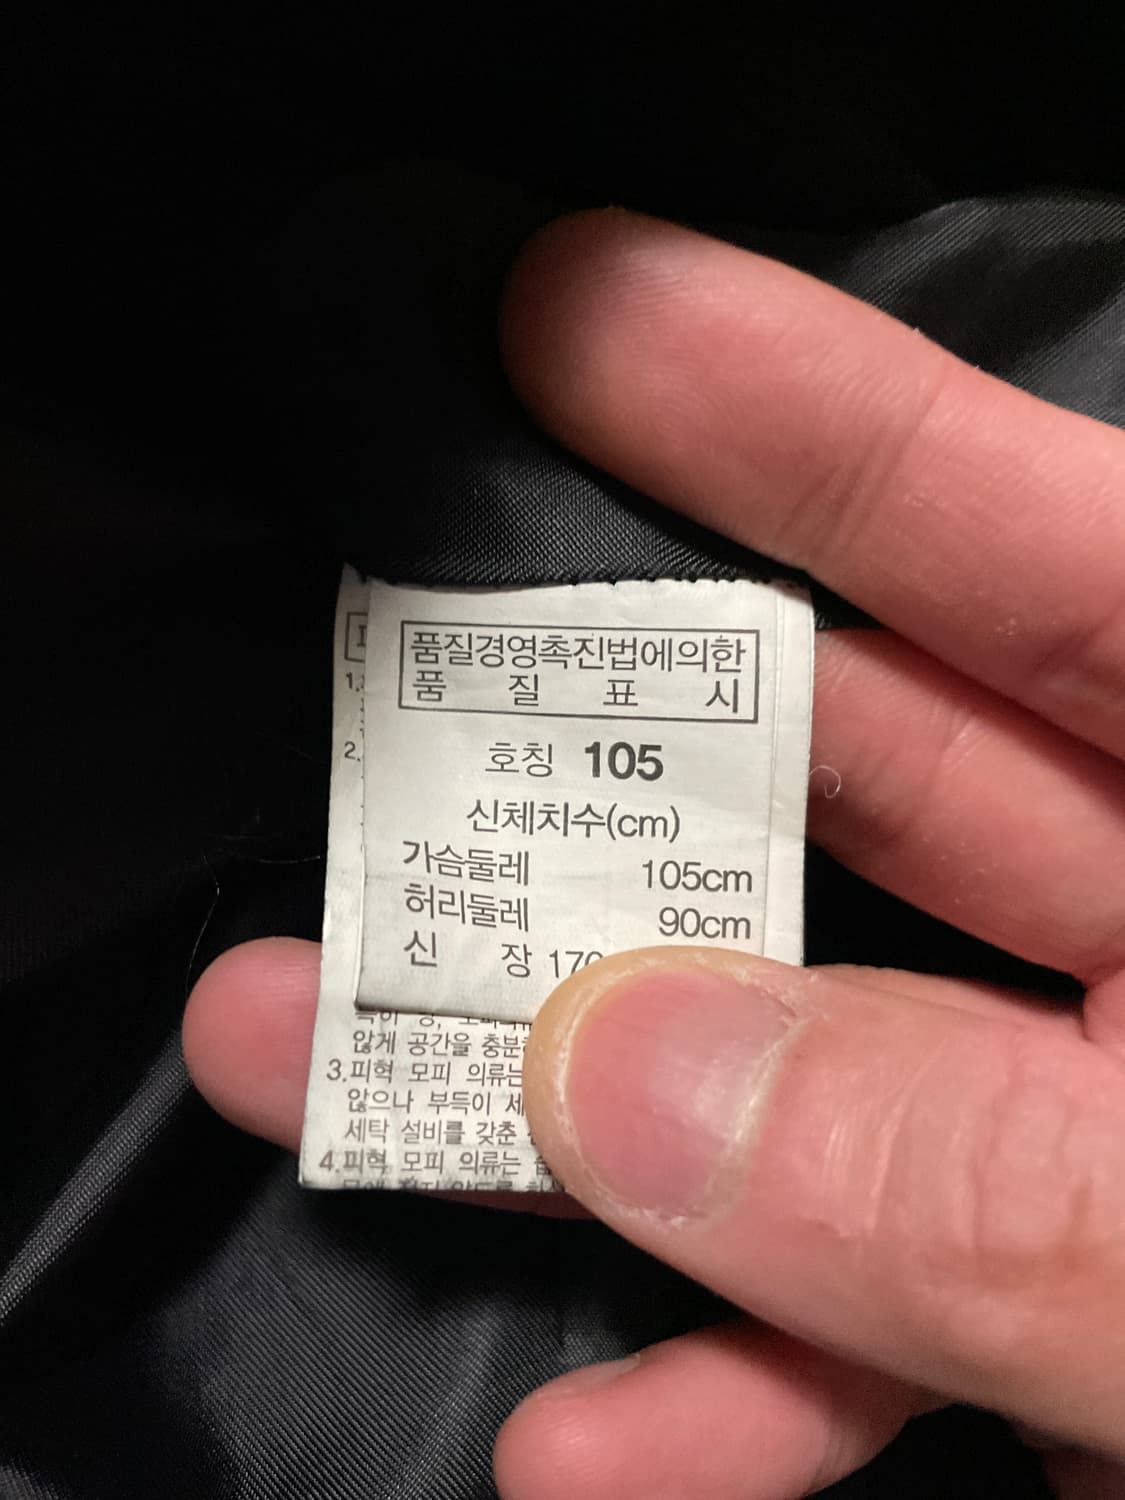 품질경영촉진법에의한
품 질 표 시
호칭 105
신체치수(cm)
가슴둘레 105cm
허리둘레 90cm
신 장
1.
2.
않게 공간을
3.피혁 모피 의류는
않으나 부득이
세탁 설비를 갖춘
4.피혁 모피 의류는